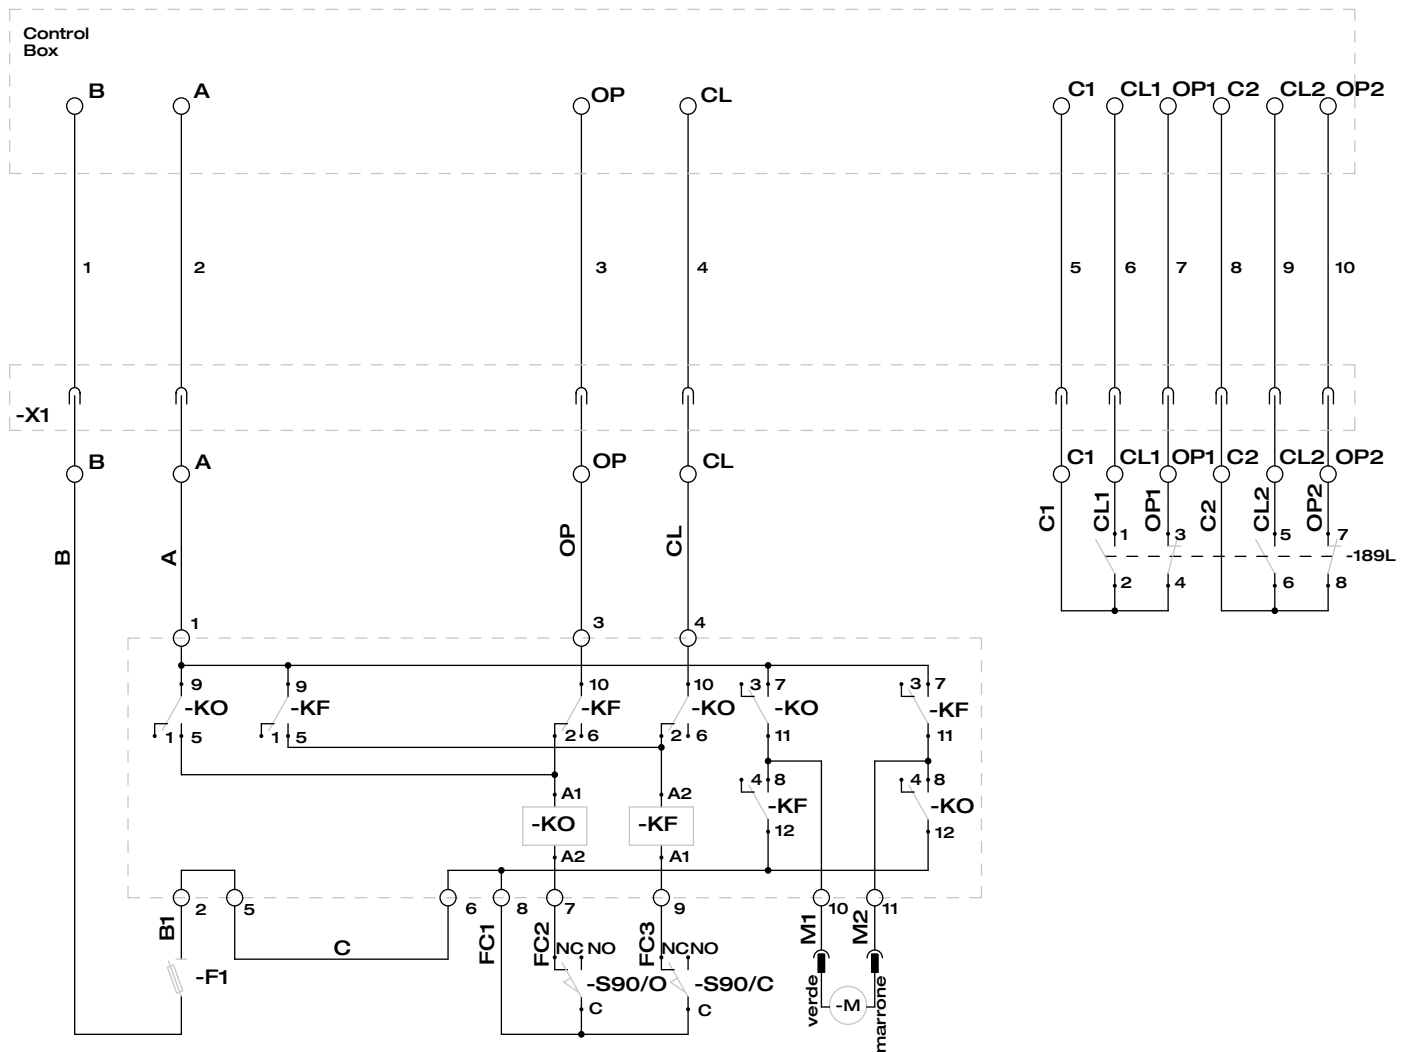 Control
Box
B
A
OP
CL
C1
CL1
OP1
C2
CL2
OP2
1
2
3
4
5
6
7
8
9
10
-X1
B
A
OP
CL
C1
CL1
OP1
C2
CL2
OP2
B
A
OP
CL
C1
CL1
OP1
C2
CL2
OP2
1
3
5
7
-189L
2
4
6
8
1
3
4
9
9
10
10
3
7
3
7
-KO
-KF
-KF
-KO
-KO
-KF
1
5
1
5
2
6
2
6
11
11
A1
A2
4
8
4
8
-KO
-KF
-KF
-KO
12
12
A2
A1
2
5
6
8
7
9
10
11
B1
C
FC1
FC2
FC3
M1
M2
NC
NO
NC
NO
-F1
-S90/O
-S90/C
C
C
verde
-M
marrone